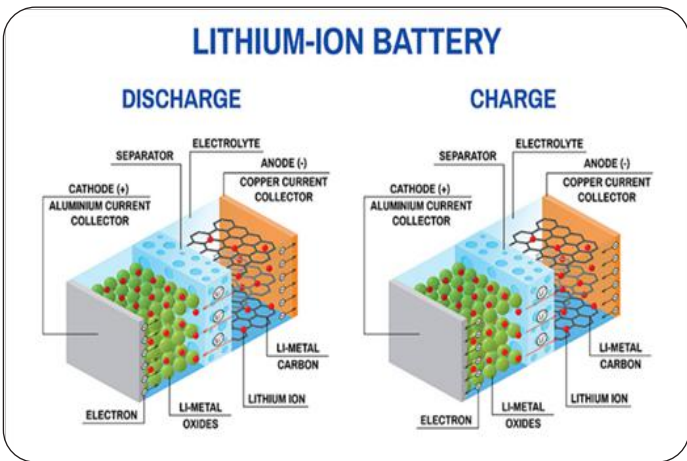 LITHIUM-ION BATTERY
DISCHARGE
ELECTROLYTE
SEPARATOR
ANODE (-)
COPPER CURRENT
COLLECTOR
CATHODE (+)
ALUMINIUM CURRENT
COLLECTOR
LI-METAL
CARBON
LITHIUM ION
LI-METAL
OXIDES
ELECTRON
CHARGE
ELECTROLYTE
SEPARATOR
ANODE (-)
COPPER CURRENT
COLLECTOR
CATHODE (+)
ALUMINIUM CURRENT
COLLECTOR
LI-METAL
CARBON
LITHIUM ION
LI-METAL
OXIDES
ELECTRON